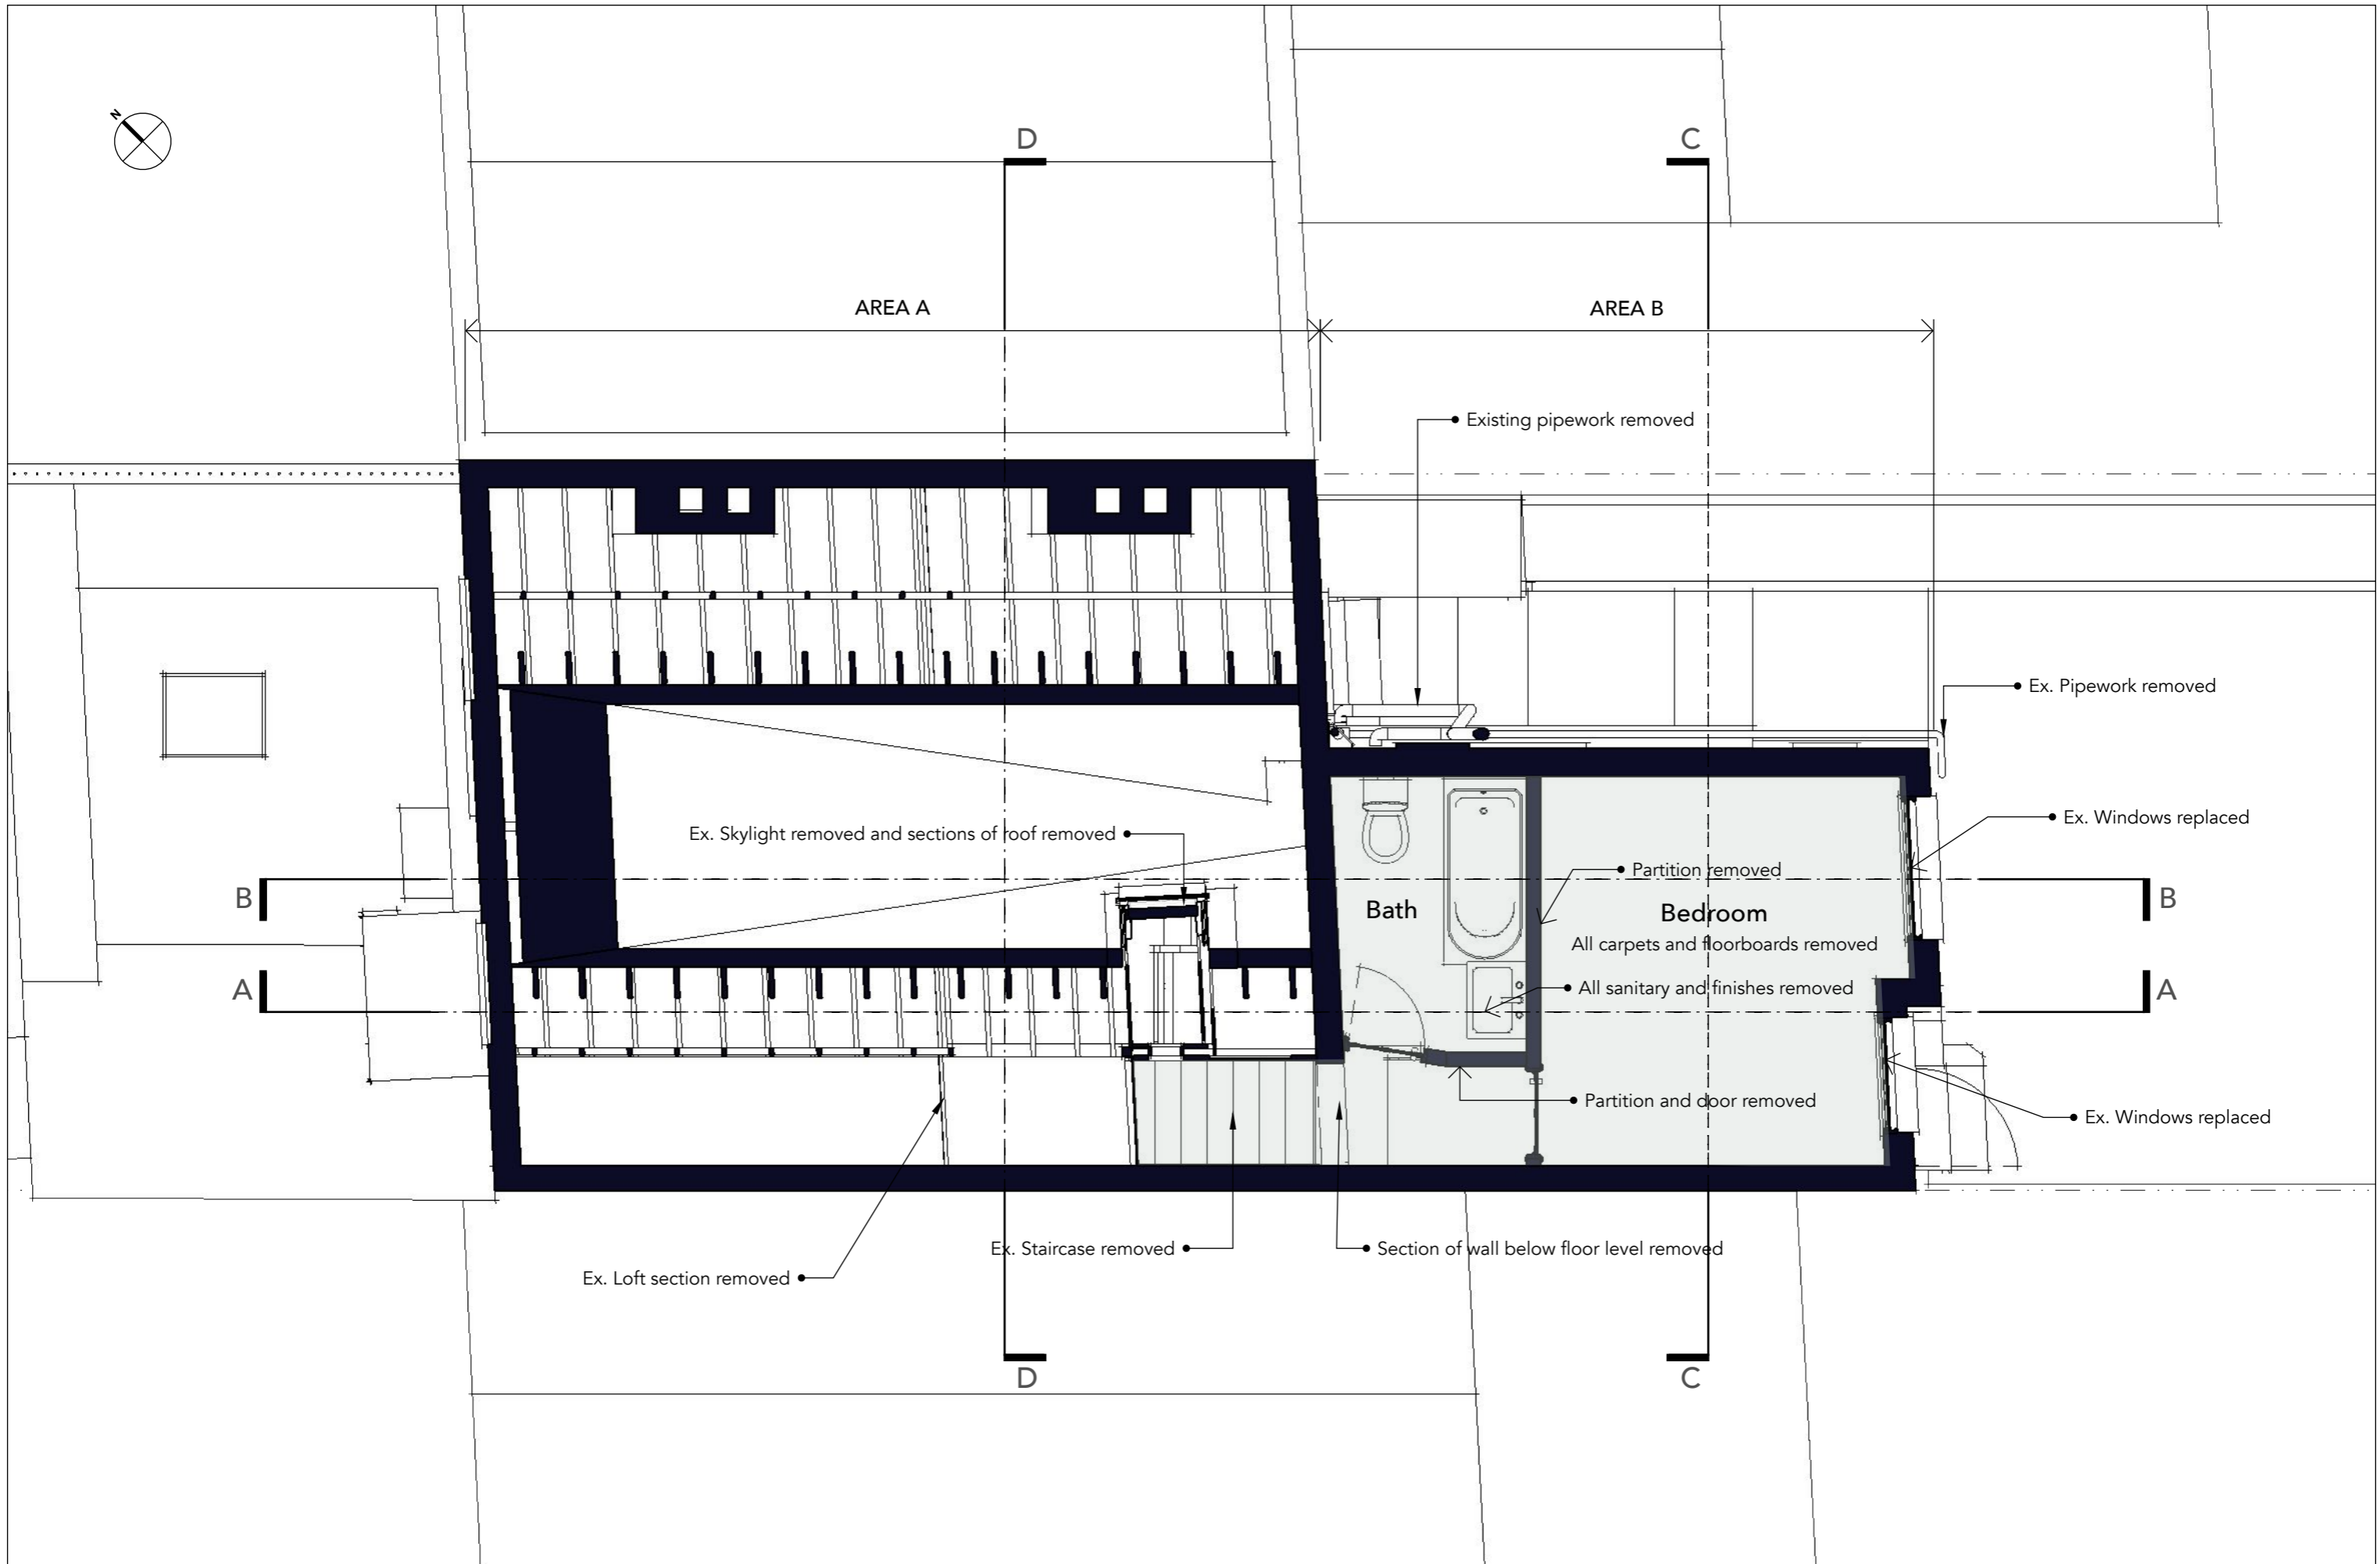 N
D
C
AREA A
AREA B
Existing pipework removed
Ex. Pipework removed
Ex. Windows replaced
Ex. Skylight removed and sections of roof removed
Partition removed
B
B
Bath
Bedroom
All carpets and floorboards removed
A
All sanitary and finishes removed
A
Partition and door removed
Ex. Windows replaced
Ex. Staircase removed
Section of wall below floor level removed
Ex. Loft section removed
D
C